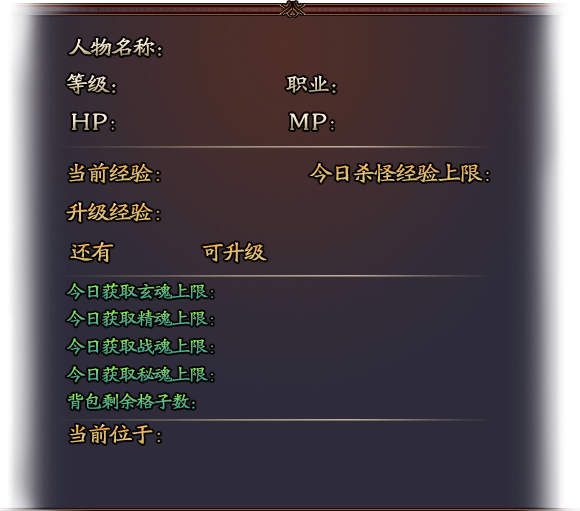 人物名称:
等级: 职业:
HP: MP:
当前经验: 今日杀怪经验上限:
升级经验:
还有 可升级
今日获取玄魂上限:
今日获取精魂上限:
今日获取战魂上限:
今日获取秘魂上限:
背包剩余格子数:
当前位于: